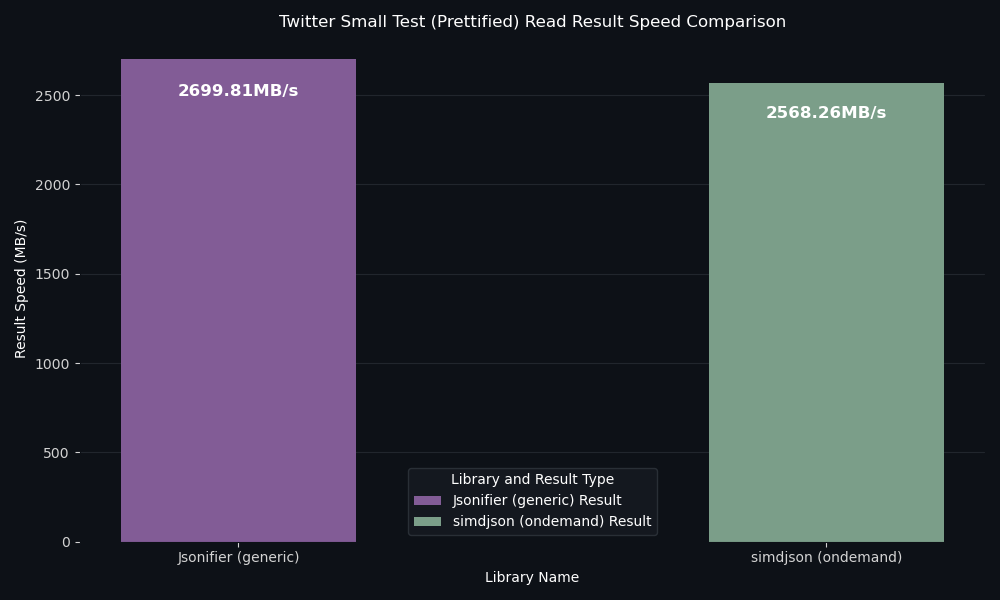 Twitter Small Test (Prettified) Read Result Speed Comparison
2699.81MB/s
2568.26MB/s
2500
2000
1500
1000
500
0
Result Speed (MB/s)
Library and Result Type
Jsonifier (generic) Result
simdjson (ondemand) Result
Jsonifier (generic)
simdjson (ondemand)
Library Name